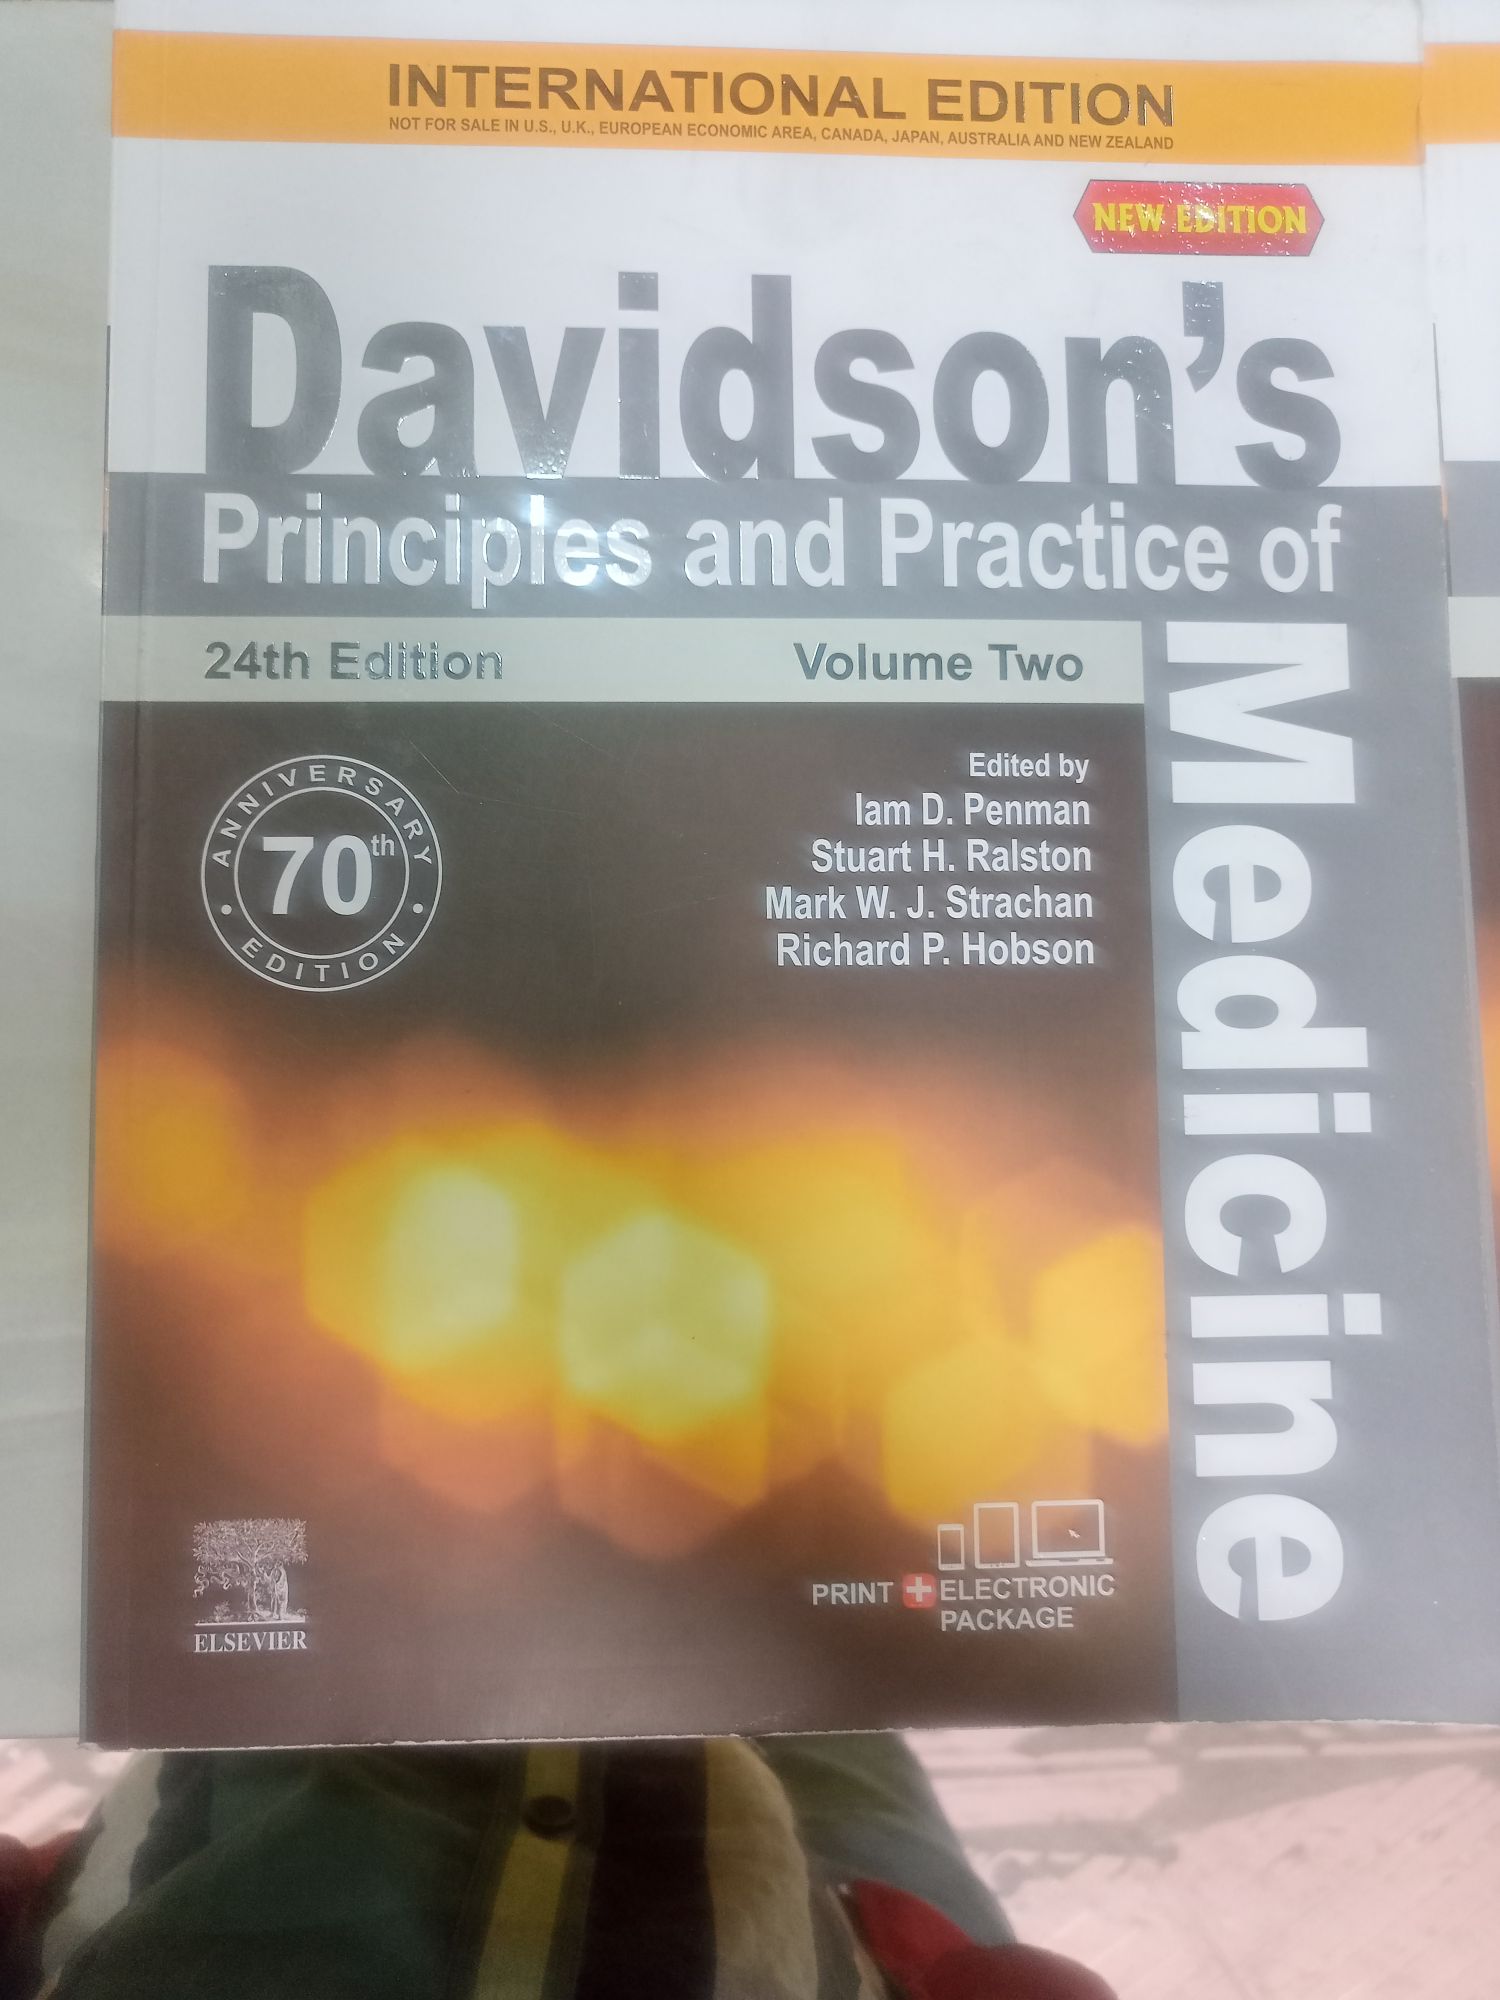 INTERNATIONAL EDITION
NOT FOR SALE IN U.S., U.K., EUROPEAN ECONOMIC AREA, CANADA, JAPAN, AUSTRALIA AND NEW ZEALAND
NEW EDITION
Davidson's
Principles and Practice of
Medicine
24th Edition
Volume Two
ANNIVERSARY
70th
EDITION
Edited by
Iam D. Penman
Stuart H. Ralston
Mark W. J. Strachan
Richard P. Hobson
ELSEVIER
PRINT + ELECTRONIC
PACKAGE